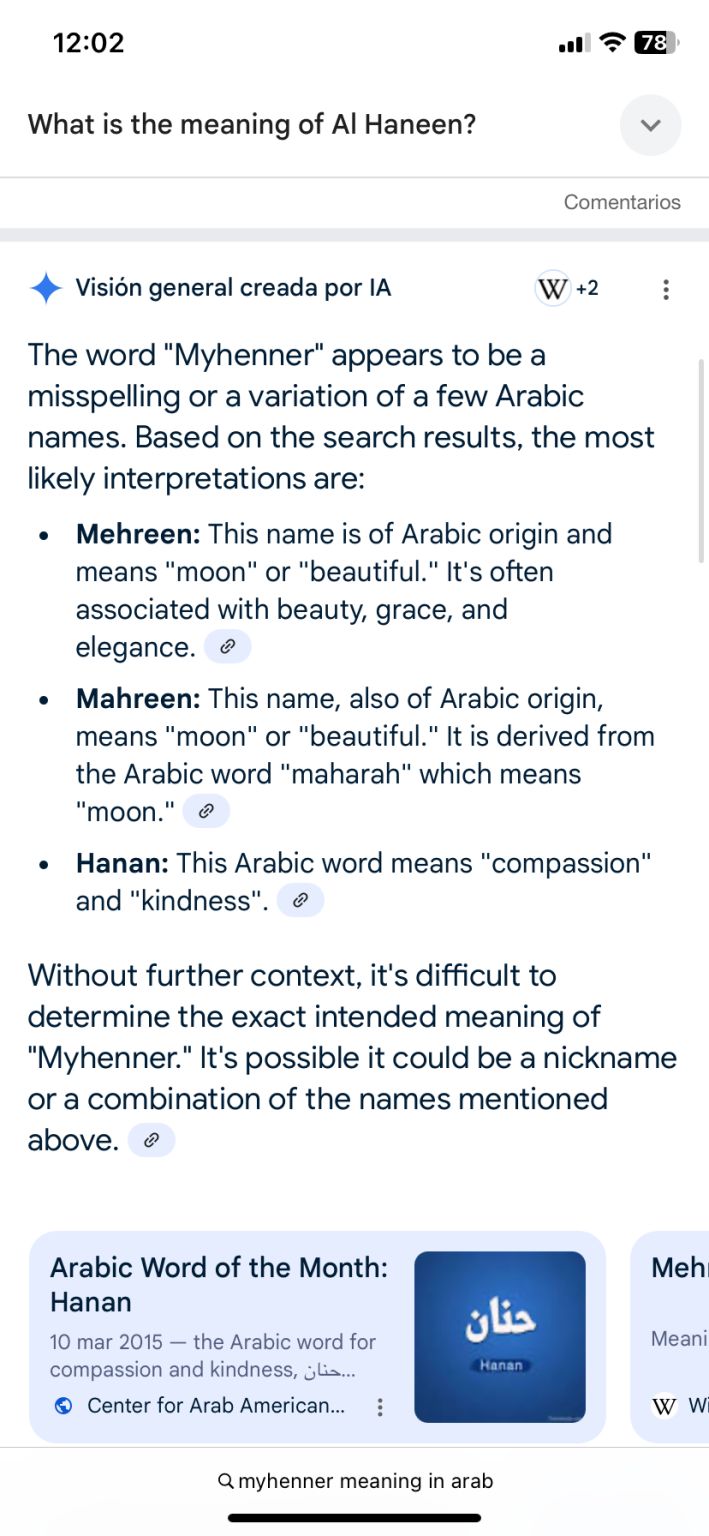 12:02
78
What is the meaning of Al Haneen?
Comentarios
Visión general creada por IA
W +2
The word "Myhenner" appears to be a
misspelling or a variation of a few Arabic
names. Based on the search results, the most
likely interpretations are:
• Mehreen: This name is of Arabic origin and
means "moon" or "beautiful." It's often
associated with beauty, grace, and
elegance.
• Mahreen: This name, also of Arabic origin,
means "moon" or "beautiful." It is derived from
the Arabic word "maharah" which means
"moon."
• Hanan: This Arabic word means "compassion"
and "kindness".
Without further context, it's difficult to
determine the exact intended meaning of
"Myhenner." It's possible it could be a nickname
or a combination of the names mentioned
above.
Arabic Word of the Month:
Hanan
10 mar 2015 — the Arabic word for
compassion and kindness, حنان...
Center for Arab American...
حنان
Hanan
Meh
Meani
W Wi
myhenner meaning in arab